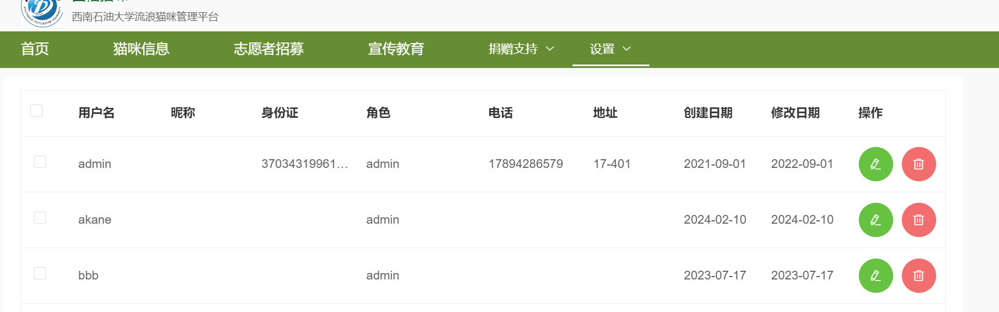 西南石油大学流浪猫咪管理平台
首页 猫咪信息 志愿者招募 宣传教育 捐赠支持 设置
用户名 昵称 身份证 角色 电话 地址 创建日期 修改日期 操作
admin 37034319961... admin 17894286579 17-401 2021-09-01 2022-09-01
akane admin 2024-02-10 2024-02-10
bbb admin 2023-07-17 2023-07-17